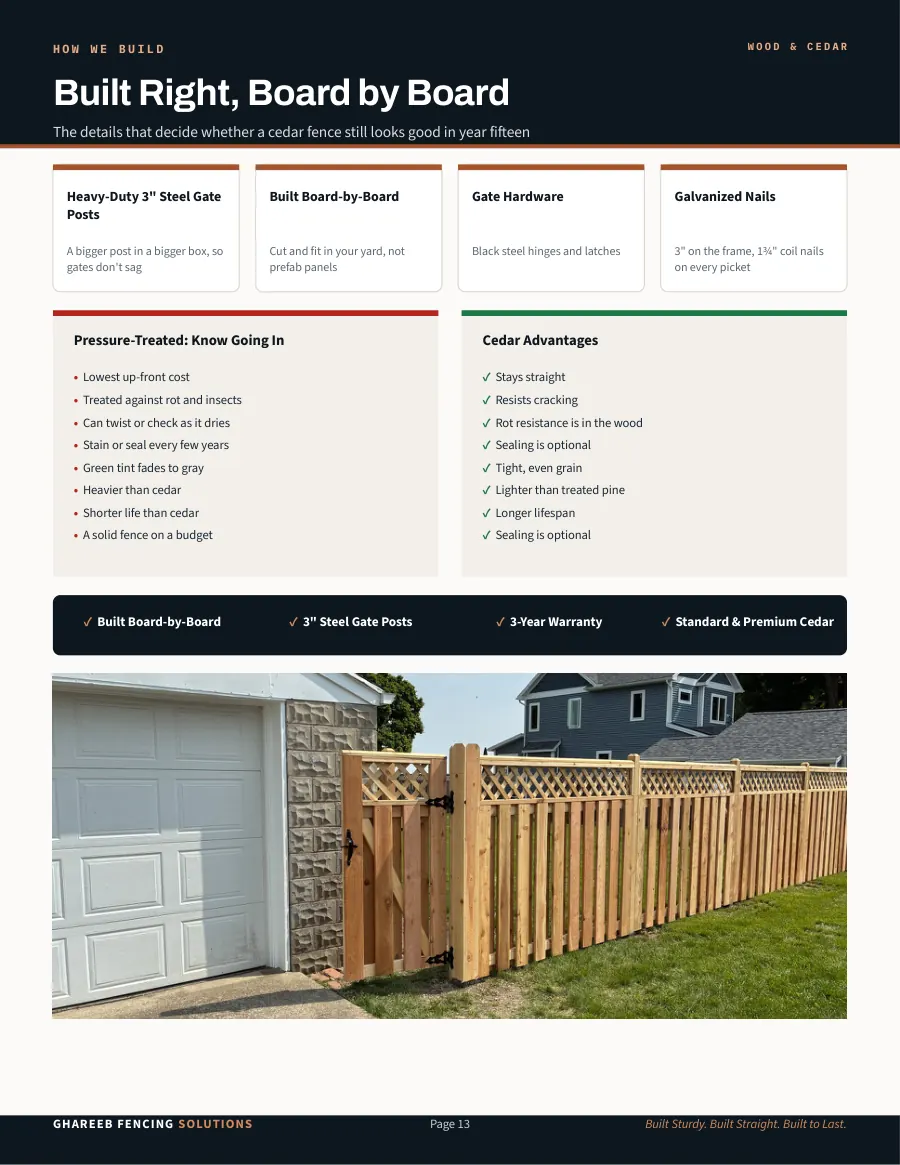 HOW WE BUILD
WOOD & CEDAR
Built Right, Board by Board
The details that decide whether a cedar fence still looks good in year fifteen
Heavy-Duty 3" Steel Gate
Posts
A bigger post in a bigger box, so
gates don't sag
Built Board-by-Board
Cut and fit in your yard, not
prefab panels
Gate Hardware
Black steel hinges and latches
Galvanized Nails
3" on the frame, 1¾" coil nails
on every picket
Pressure-Treated: Know Going In
• Lowest up-front cost
• Treated against rot and insects
• Can twist or check as it dries
• Stain or seal every few years
• Green tint fades to gray
• Heavier than cedar
• Shorter life than cedar
• A solid fence on a budget
Cedar Advantages
✓ Stays straight
✓ Resists cracking
✓ Rot resistance is in the wood
✓ Sealing is optional
✓ Tight, even grain
✓ Lighter than treated pine
✓ Longer lifespan
✓ Sealing is optional
✓ Built Board-by-Board
✓ 3" Steel Gate Posts
✓ 3-Year Warranty
✓ Standard & Premium Cedar
GHAREEB FENCING SOLUTIONS
Page 13
Built Sturdy. Built Straight. Built to Last.